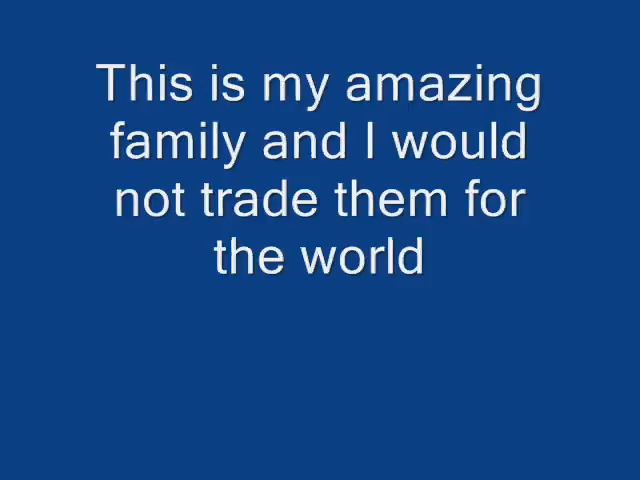 This is my amazing
family and I would
not trade them for
the world